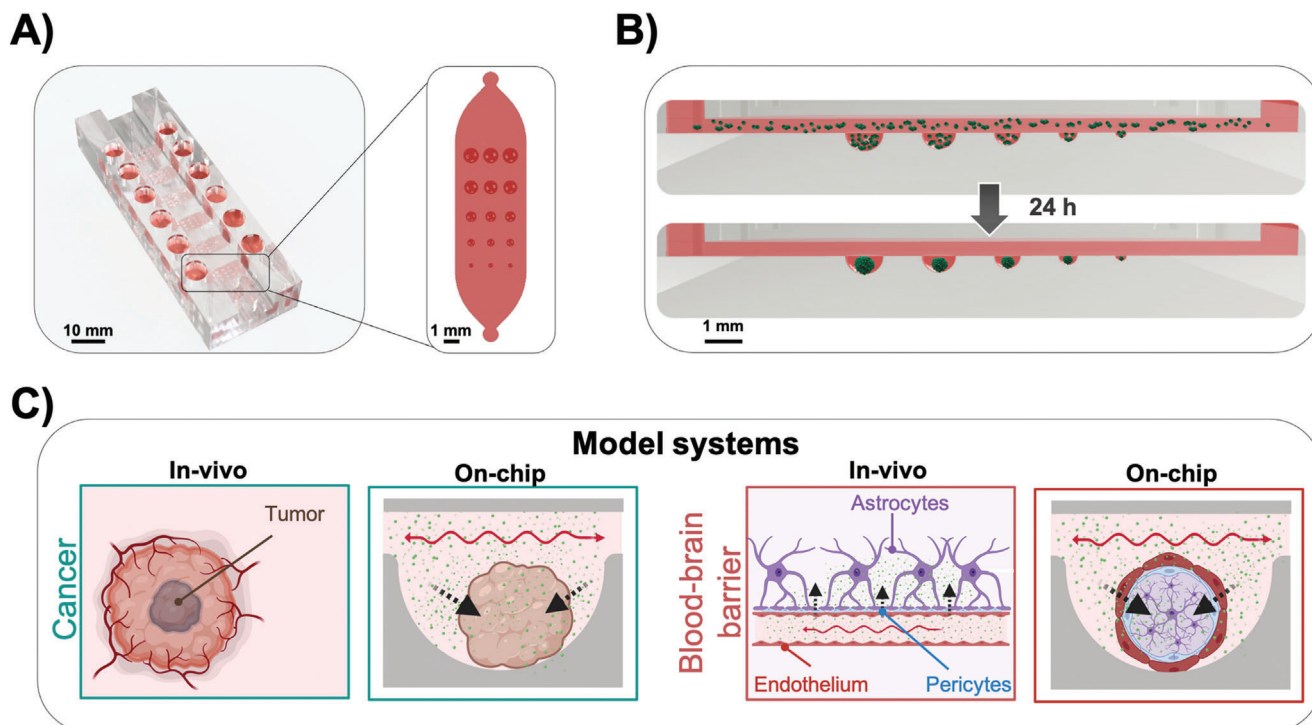 A)
B)
10 mm
1 mm
24 h
1 mm
C)
Model systems
In-vivo
On-chip
In-vivo
On-chip
Cancer
Tumor
Blood-brain
barrier
Astrocytes
Endothelium
Pericytes